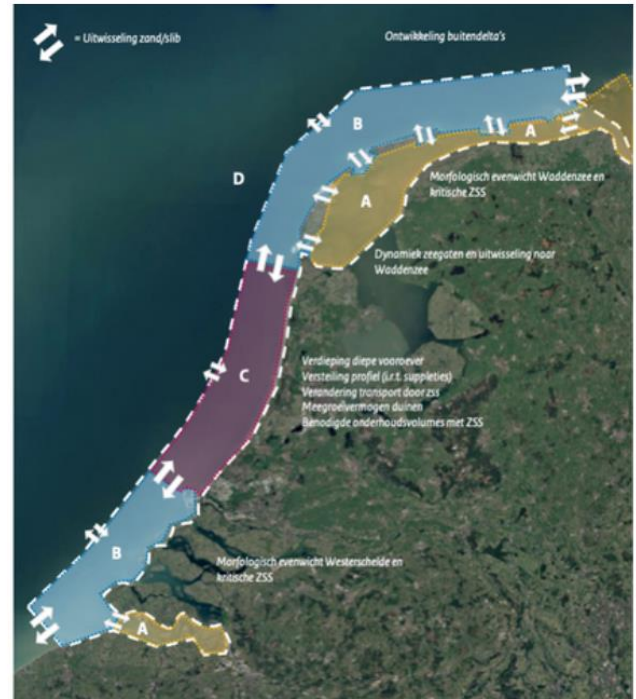 = Uitwisseling zand/slib
Ontwikkeling buitendelta's
B
A
D
A
Morfologisch evenwicht Waddenzee en
kritische ZSS
Dynamiek zeegaten en uitwisseling naar
Waddenzee
C
Verdieping diepe vooroever
Versteiling profiel (i.r.t. suppleties)
Verandering transport door zss
Meegroeivermogen duinen
Benodigde onderhoudsvolumes met ZSS
B
Morfologisch evenwicht Westerschelde en
kritische ZSS
A